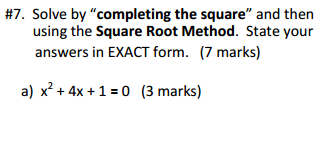 #7. Solve by “completing the square” and then
using the Square Root Method. State your
answers in EXACT form. (7 marks)
a) x² + 4x + 1 = 0 (3 marks)